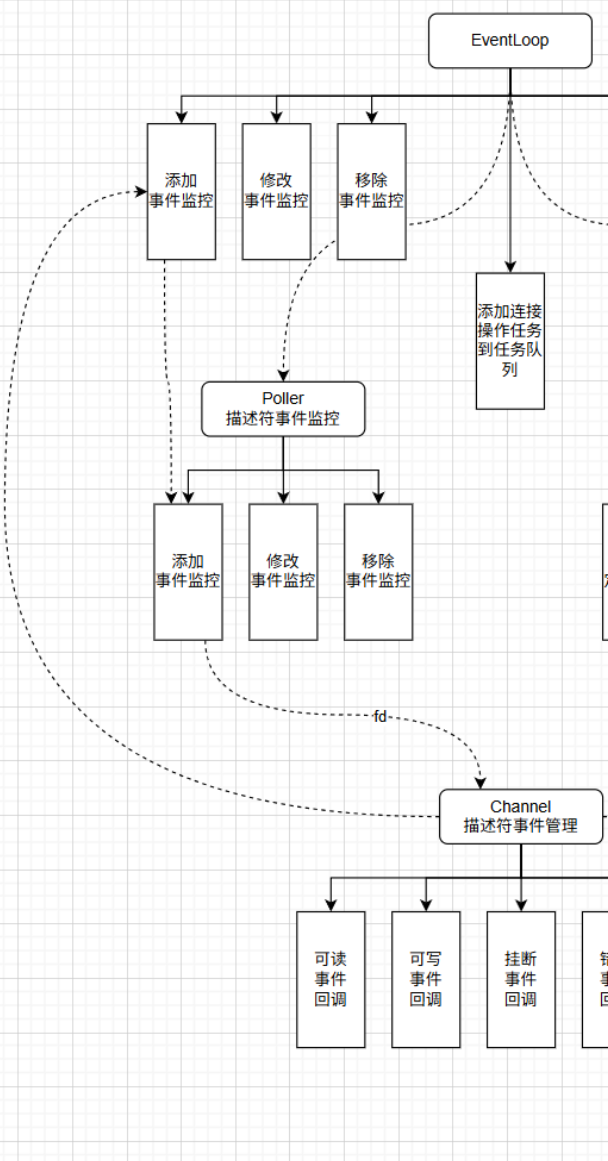 EventLoop
添加
事件监控
修改
事件监控
移除
事件监控
添加连接
操作任务
到任务队
列
Poller
描述符事件监控
添加
事件监控
修改
事件监控
移除
事件监控
fd
Channel
描述符事件管理
可读
事件
回调
可写
事件
回调
挂断
事件
回调